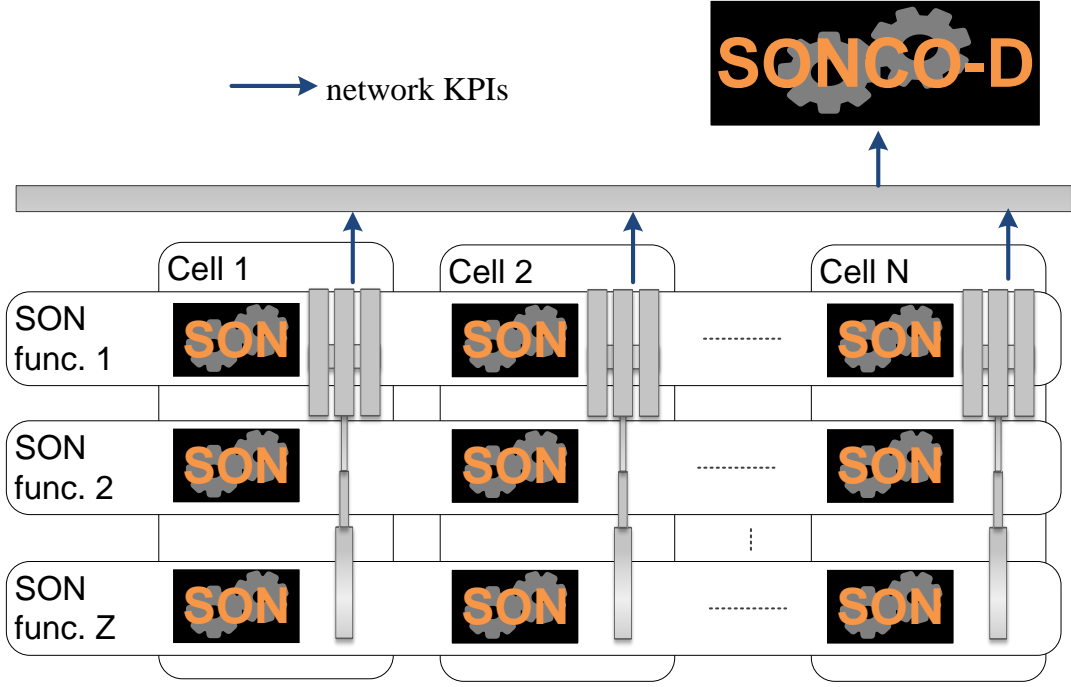 SONCO-D
network KPIs
Cell 1
Cell 2
Cell N
SON
func. 1
SON
SON
SON
SON
func. 2
SON
SON
SON
SON
func. Z
SON
SON
SON